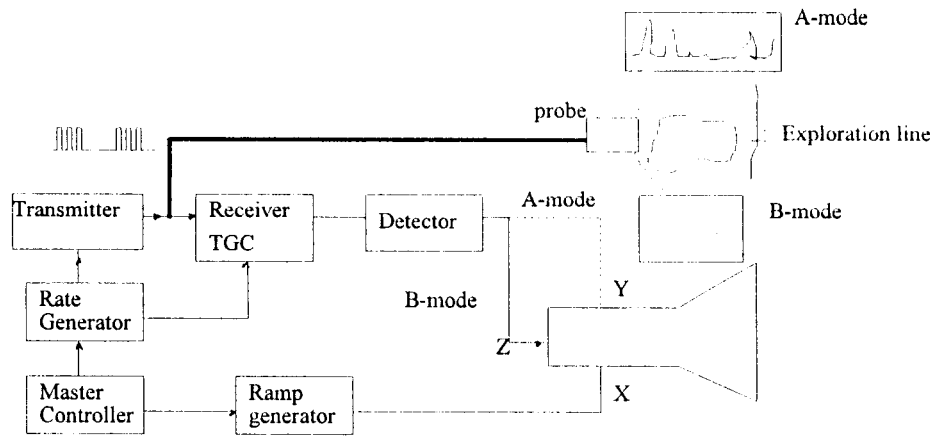 A-mode
probe
Exploration line
Transmitter
Receiver
TGC
Detector
A-mode
B-mode
Rate
Generator
B-mode
Y
Z
Master
Controller
Ramp
generator
X